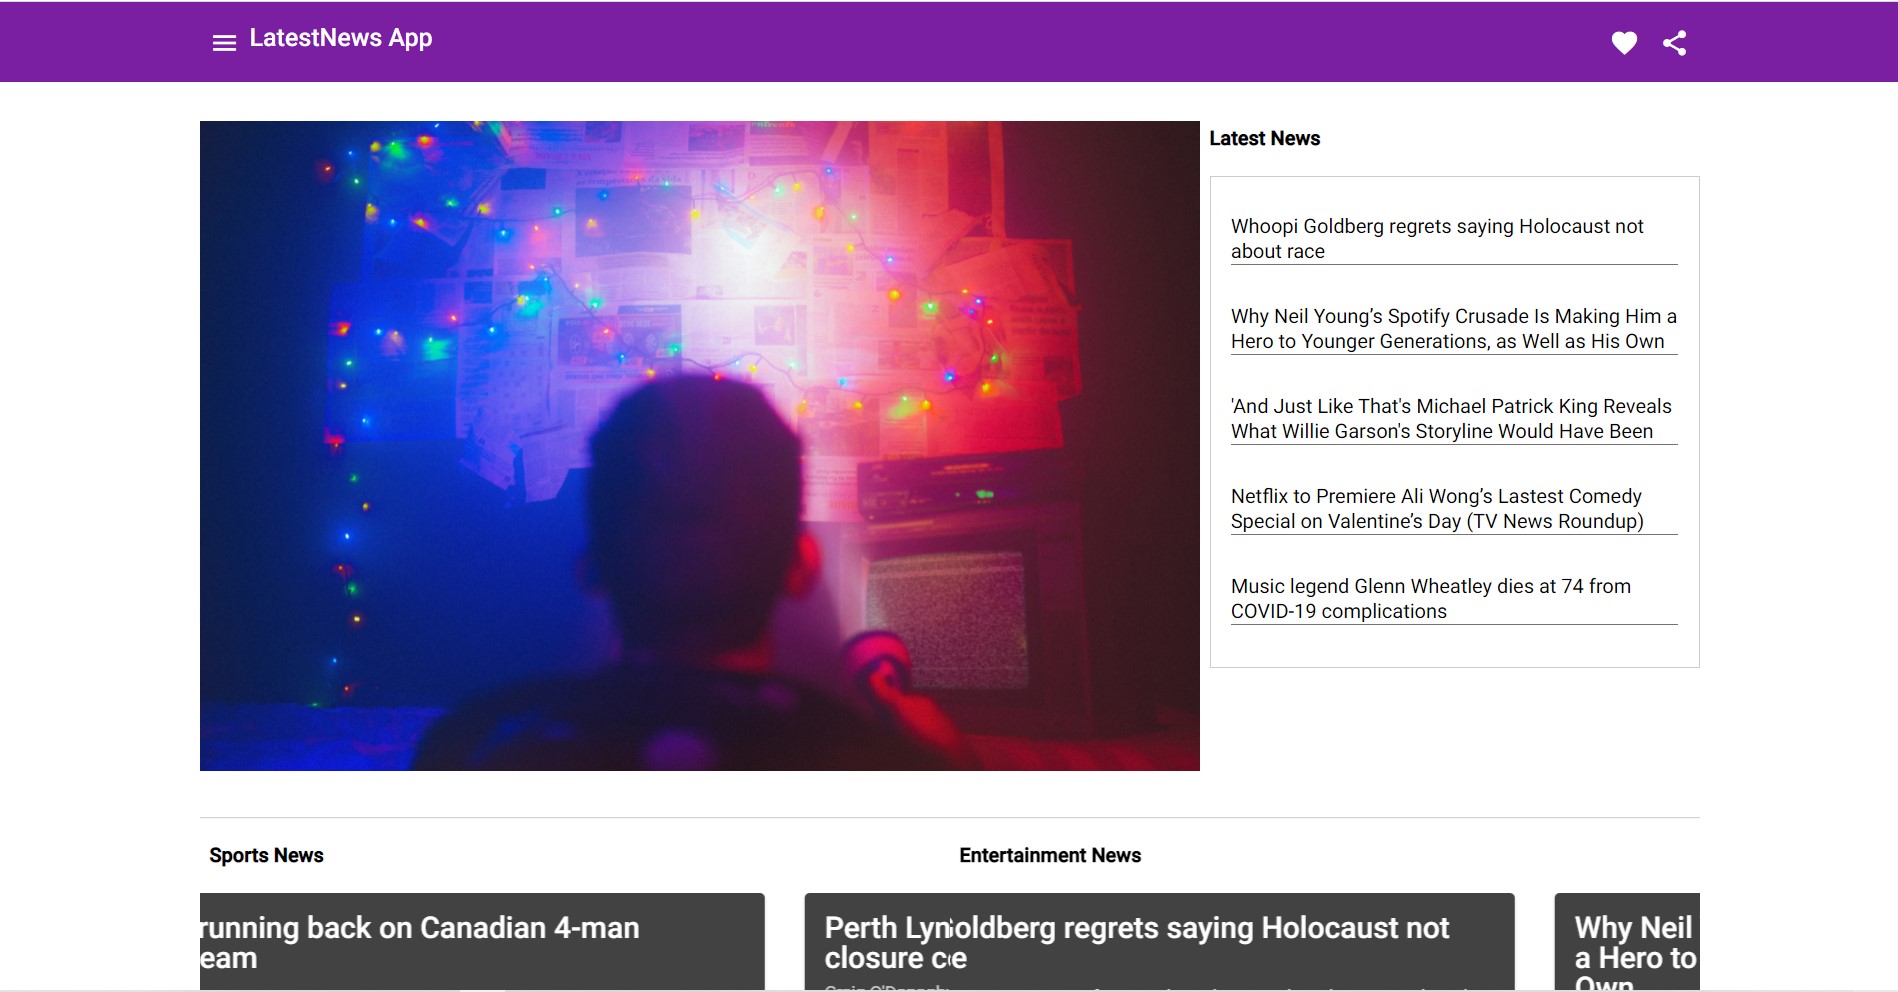 LatestNews App
Latest News
Whoopi Goldberg regrets saying Holocaust not
about race
Why Neil Young’s Spotify Crusade Is Making Him a
Hero to Younger Generations, as Well as His Own
'And Just Like That's Michael Patrick King Reveals
What Willie Garson's Storyline Would Have Been
Netflix to Premiere Ali Wong’s Lastest Comedy
Special on Valentine’s Day (TV News Roundup)
Music legend Glenn Wheatley dies at 74 from
COVID-19 complications
Sports News
Entertainment News
running back on Canadian 4-man
eam
Perth Lyn
closure c
oldberg regrets saying Holocaust not
e
Why Neil
a Hero to
Own